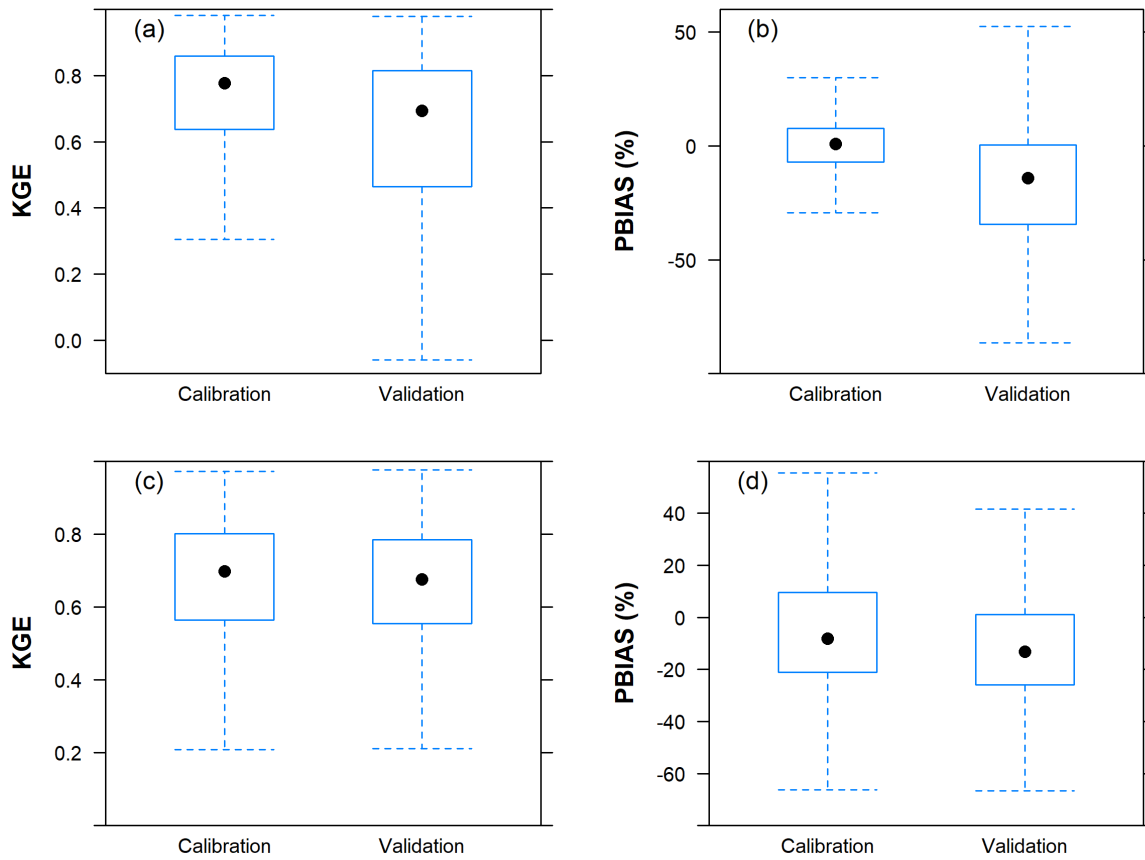 (a)
KGE
0.8
0.6
0.4
0.2
0.0
Calibration Validation
(b)
PBIAS (%)
50
0
-50
Calibration Validation
(c)
KGE
0.8
0.6
0.4
0.2
Calibration Validation
(d)
PBIAS (%)
40
20
0
-20
-40
-60
Calibration Validation